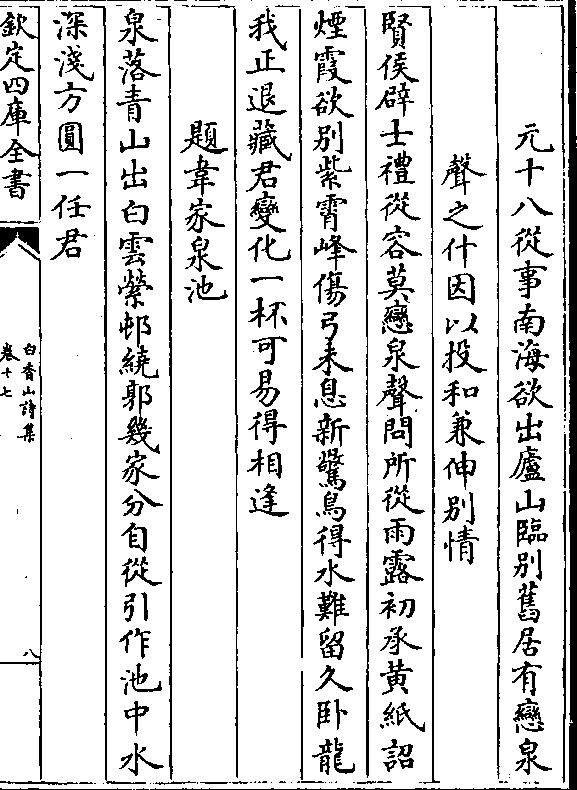 元十八從事南海欲出廬山臨别舊居有戀泉
聲之什因以投和兼伸别情
賢侯辟士禮從容莫戀泉聲問所從雨露初承黄紙詔
煙霞欲别紫霄峰傷弓未息新驚鳥得水難留久卧龍
我正退藏君變化一杯可易得相逢
題韋家泉池
泉落青山出白雲縈邨繞郭幾家分自從引作池中水
深淺方圓一任君
欽定四庫全書
白香山詩集
卷十七
八